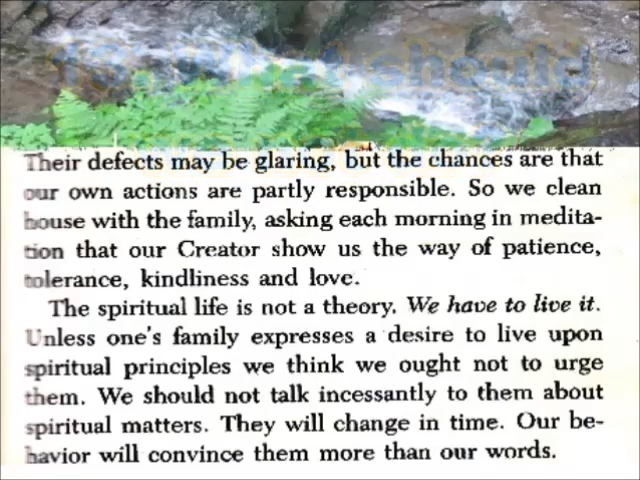 13. What should
Their defects may be glaring, but the chances are that
our own actions are partly responsible. So we clean
house with the family, asking each morning in medita-
tion that our Creator show us the way of patience,
tolerance, kindliness and love.
The spiritual life is not a theory. We have to live it.
Unless one's family expresses a desire to live upon
spiritual principles we think we ought not to urge
them. We should not talk incessantly to them about
spiritual matters. They will change in time. Our be-
havior will convince them more than our words.